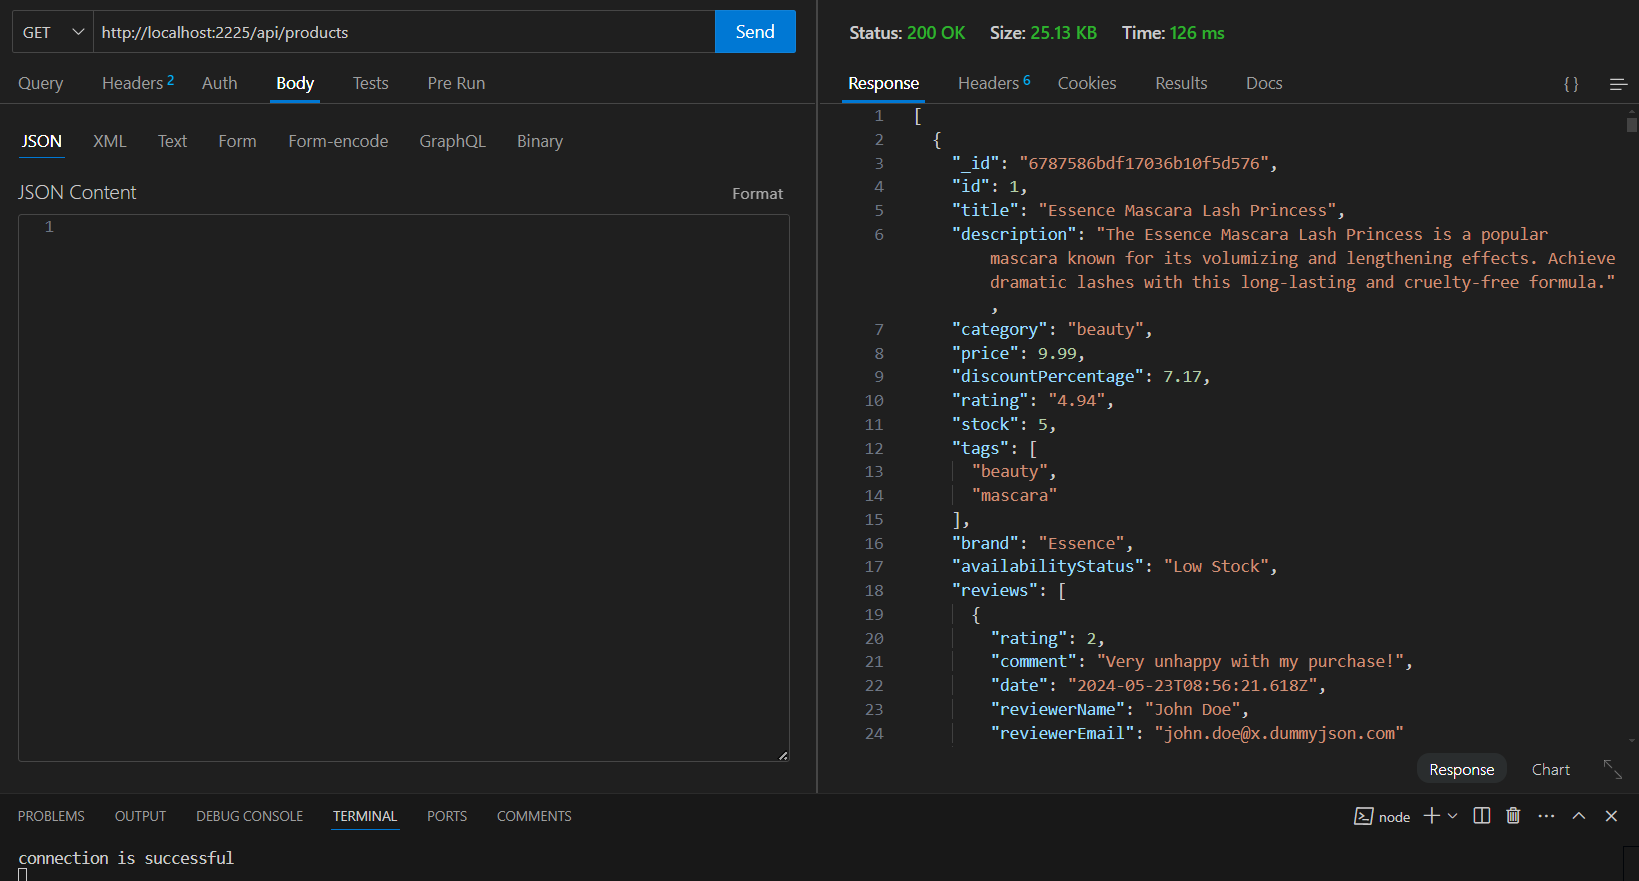 GET http://localhost:2225/api/products Send
Query Headers 2 Auth Body Tests Pre Run
JSON XML Text Form Form-encode GraphQL Binary
JSON Content Format
1
Status: 200 OK Size: 25.13 KB Time: 126 ms
Response Headers 6 Cookies Results Docs { }
1 [
2 {
3 "_id": "6787586bdf17036b10f5d576",
4 "id": 1,
5 "title": "Essence Mascara Lash Princess",
6 "description": "The Essence Mascara Lash Princess is a popular
mascara known for its volumizing and lengthening effects. Achieve
dramatic lashes with this long-lasting and cruelty-free formula."
,
7 "category": "beauty",
8 "price": 9.99,
9 "discountPercentage": 7.17,
10 "rating": "4.94",
11 "stock": 5,
12 "tags": [
13 "beauty",
14 "mascara"
15 ],
16 "brand": "Essence",
17 "availabilityStatus": "Low Stock",
18 "reviews": [
19 {
20 "rating": 2,
21 "comment": "Very unhappy with my purchase!",
22 "date": "2024-05-23T08:56:21.618Z",
23 "reviewerName": "John Doe",
24 "reviewerEmail": "john.doe@x.dummyjson.com"
Response Chart
PROBLEMS OUTPUT DEBUG CONSOLE TERMINAL PORTS COMMENTS node
connection is successful